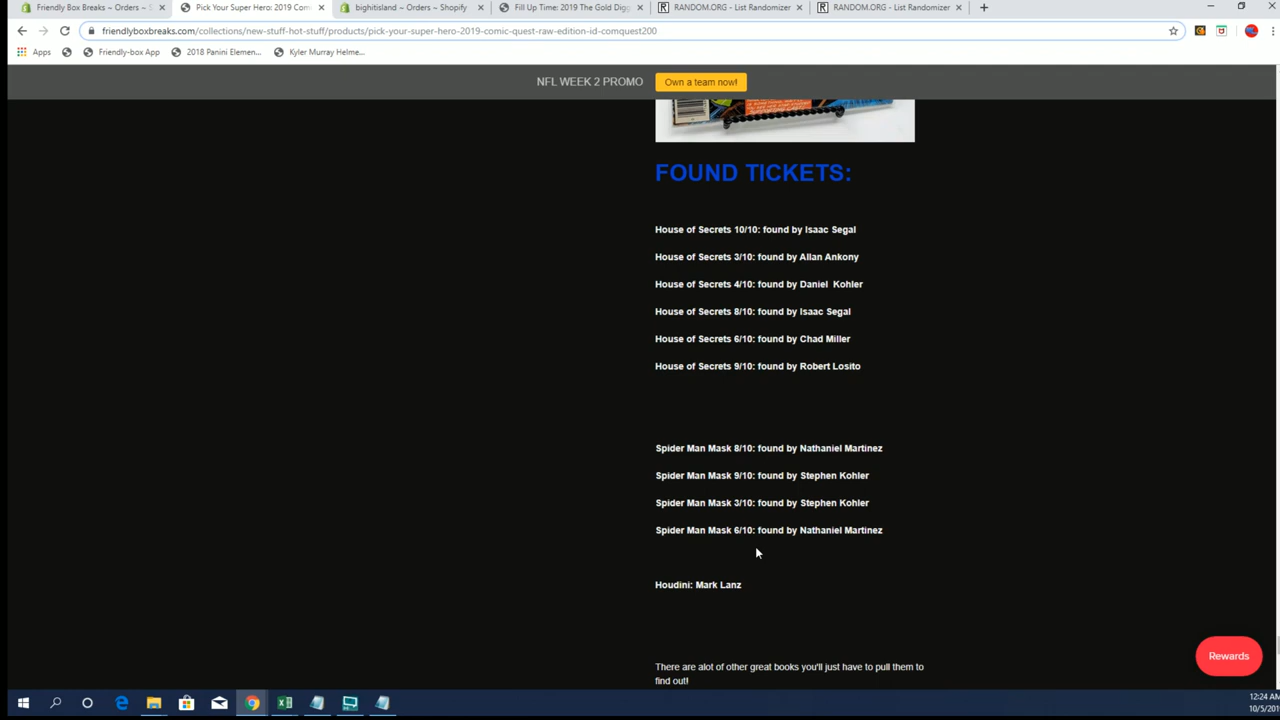 Friendly Box Breaks ~ Orders ~ S
Pick Your Super Hero: 2019 Com
bighitisland ~ Orders ~ Shopify
Fill Up Time: 2019 The Gold Digg
RANDOM.ORG - List Randomizer
RANDOM.ORG - List Randomizer
friendlyboxbreaks.com/collections/new-stuff-hot-stuff/products/pick-your-super-hero-2019-comic-quest-raw-edition-id-comquest200
Apps
Friendly-box App
2018 Panini Elemen...
Kyler Murray Helme...
NFL WEEK 2 PROMO
Own a team now!
FOUND TICKETS:
House of Secrets 10/10: found by Isaac Segal
House of Secrets 3/10: found by Allan Ankony
House of Secrets 4/10: found by Daniel Kohler
House of Secrets 8/10: found by Isaac Segal
House of Secrets 6/10: found by Chad Miller
House of Secrets 9/10: found by Robert Losito
Spider Man Mask 8/10: found by Nathaniel Martinez
Spider Man Mask 9/10: found by Stephen Kohler
Spider Man Mask 3/10: found by Stephen Kohler
Spider Man Mask 6/10: found by Nathaniel Martinez
Houdini: Mark Lanz
There are alot of other great books you'll just have to pull them to
find out!
Rewards
12:24 AM
10/5/201